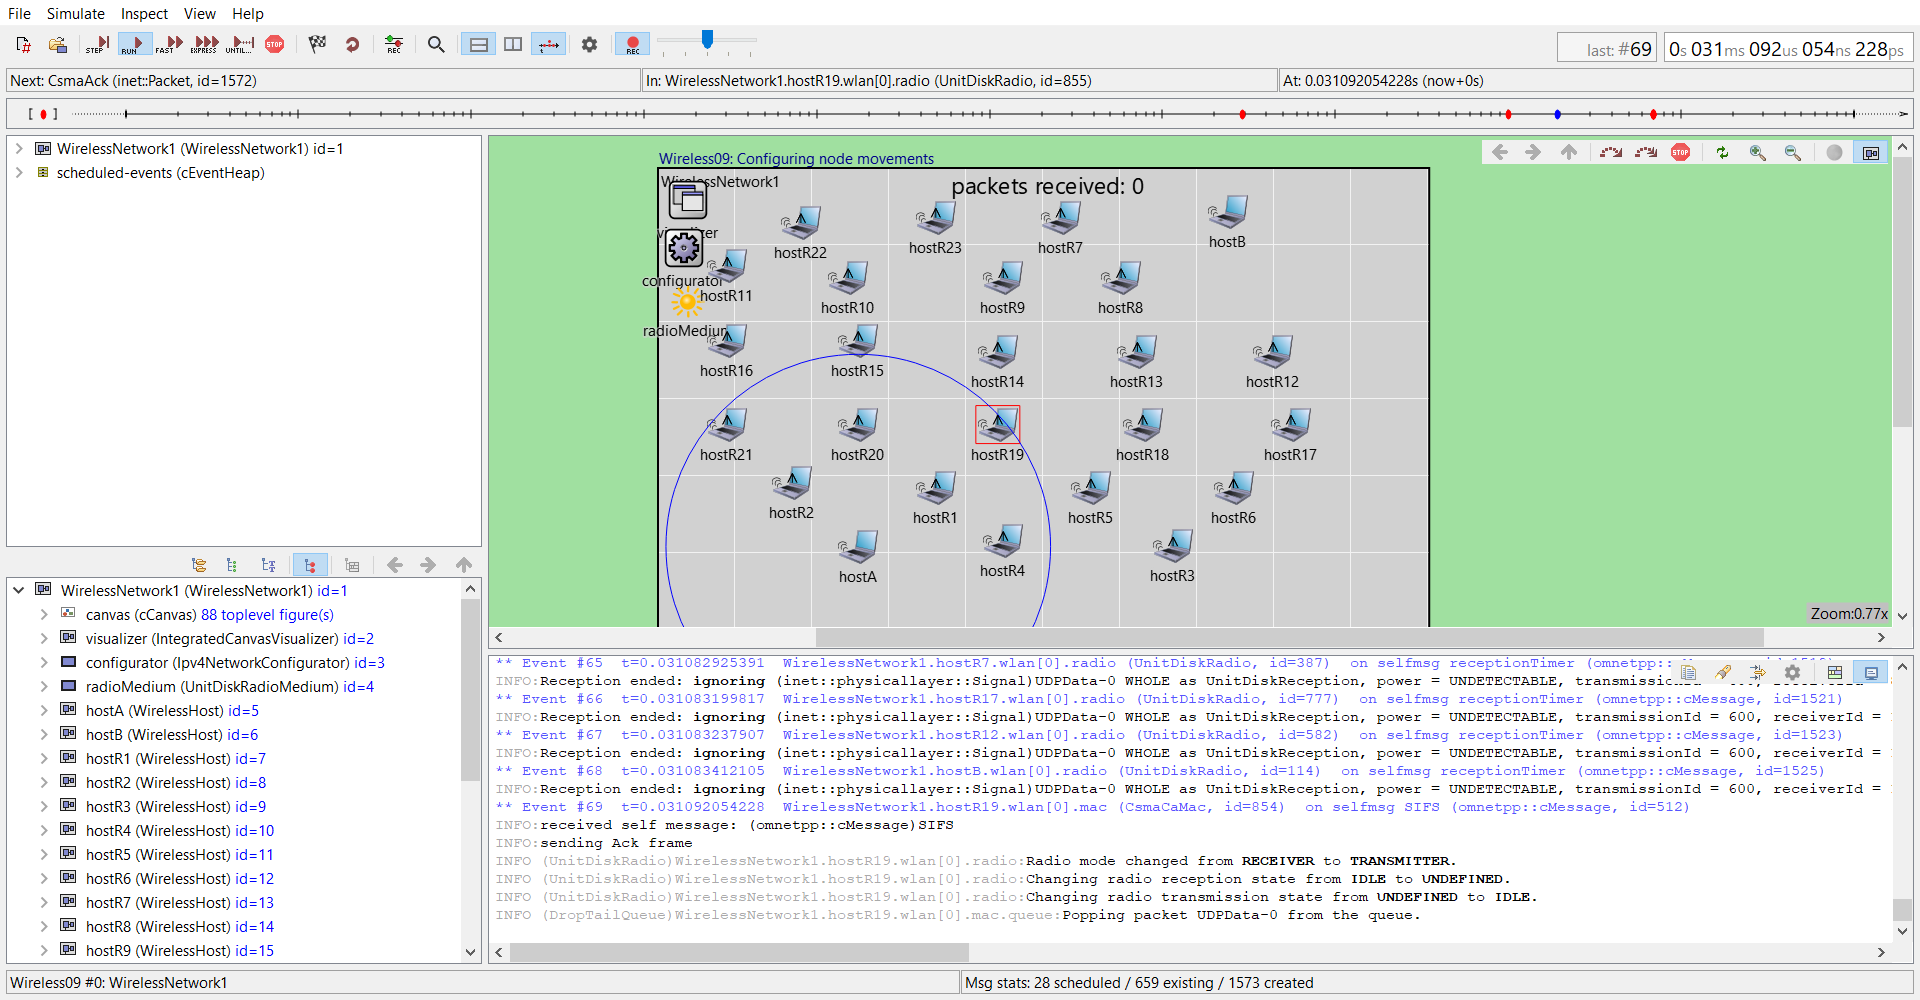 File Simulate Inspect View Help
STEP RUN FAST EXPRESS UNTIL... STOP REC REC last: #69 0s 031ms 092us 054ns 228ps
Next: CsmaAck (inet::Packet, id=1572) In: WirelessNetwork1.hostR19.wlan[0].radio (UnitDiskRadio, id=855) At: 0.031092054228s (now+0s)
WirelessNetwork1 (WirelessNetwork1) id=1
scheduled-events (cEventHeap)
WirelessNetwork1 (WirelessNetwork1) id=1
canvas (cCanvas) 88 toplevel figure(s)
visualizer (IntegratedCanvasVisualizer) id=2
configurator (Ipv4NetworkConfigurator) id=3
radioMedium (UnitDiskRadioMedium) id=4
hostA (WirelessHost) id=5
hostB (WirelessHost) id=6
hostR1 (WirelessHost) id=7
hostR2 (WirelessHost) id=8
hostR3 (WirelessHost) id=9
hostR4 (WirelessHost) id=10
hostR5 (WirelessHost) id=11
hostR6 (WirelessHost) id=12
hostR7 (WirelessHost) id=13
hostR8 (WirelessHost) id=14
hostR9 (WirelessHost) id=15
Wireless09: Configuring node movements
STOP
WirelessNetwork1
packets received: 0
visualizer
hostR22 hostR23 hostR7 hostB
configurator
hostR11 hostR10 hostR9 hostR8
radioMedium
hostR16 hostR15 hostR14 hostR13 hostR12
hostR21 hostR20 hostR19 hostR18 hostR17
hostR2 hostR1 hostR5 hostR6
hostA hostR4 hostR3
Zoom:0.77x
** Event #65 t=0.031082925391 WirelessNetwork1.hostR7.wlan[0].radio (UnitDiskRadio, id=387) on selfmsg receptionTimer (omnetpp::
INFO:Reception ended: ignoring (inet::physicallayer::Signal)UDPData-0 WHOLE as UnitDiskReception, power = UNDETECTABLE,
** Event #66 t=0.031083199817 WirelessNetwork1.hostR17.wlan[0].radio (UnitDiskRadio, id=777) on selfmsg receptionTimer (omnetpp::cMessage, id=1521)
INFO:Reception ended: ignoring (inet::physicallayer::Signal)UDPData-0 WHOLE as UnitDiskReception, power = UNDETECTABLE, transmissionId = 600, receiverId =
** Event #67 t=0.031083237907 WirelessNetwork1.hostR12.wlan[0].radio (UnitDiskRadio, id=582) on selfmsg receptionTimer (omnetpp::cMessage, id=1523)
INFO:Reception ended: ignoring (inet::physicallayer::Signal)UDPData-0 WHOLE as UnitDiskReception, power = UNDETECTABLE, transmissionId = 600, receiverId =
** Event #68 t=0.031083412105 WirelessNetwork1.hostB.wlan[0].radio (UnitDiskRadio, id=114) on selfmsg receptionTimer (omnetpp::cMessage, id=1525)
INFO:Reception ended: ignoring (inet::physicallayer::Signal)UDPData-0 WHOLE as UnitDiskReception, power = UNDETECTABLE, transmissionId = 600, receiverId =
** Event #69 t=0.031092054228 WirelessNetwork1.hostR19.wlan[0].mac (CsmaCaMac, id=854) on selfmsg SIFS (omnetpp::cMessage, id=512)
INFO:received self message: (omnetpp::cMessage)SIFS
INFO:sending Ack frame
INFO (UnitDiskRadio)WirelessNetwork1.hostR19.wlan[0].radio:Radio mode changed from RECEIVER to TRANSMITTER.
INFO (UnitDiskRadio)WirelessNetwork1.hostR19.wlan[0].radio:Changing radio reception state from IDLE to UNDEFINED.
INFO (UnitDiskRadio)WirelessNetwork1.hostR19.wlan[0].radio:Changing radio transmission state from UNDEFINED to IDLE.
INFO (DropTailQueue)WirelessNetwork1.hostR19.wlan[0].mac.queue:Popping packet UDPData-0 from the queue.
Wireless09 #0: WirelessNetwork1 Msg stats: 28 scheduled / 659 existing / 1573 created